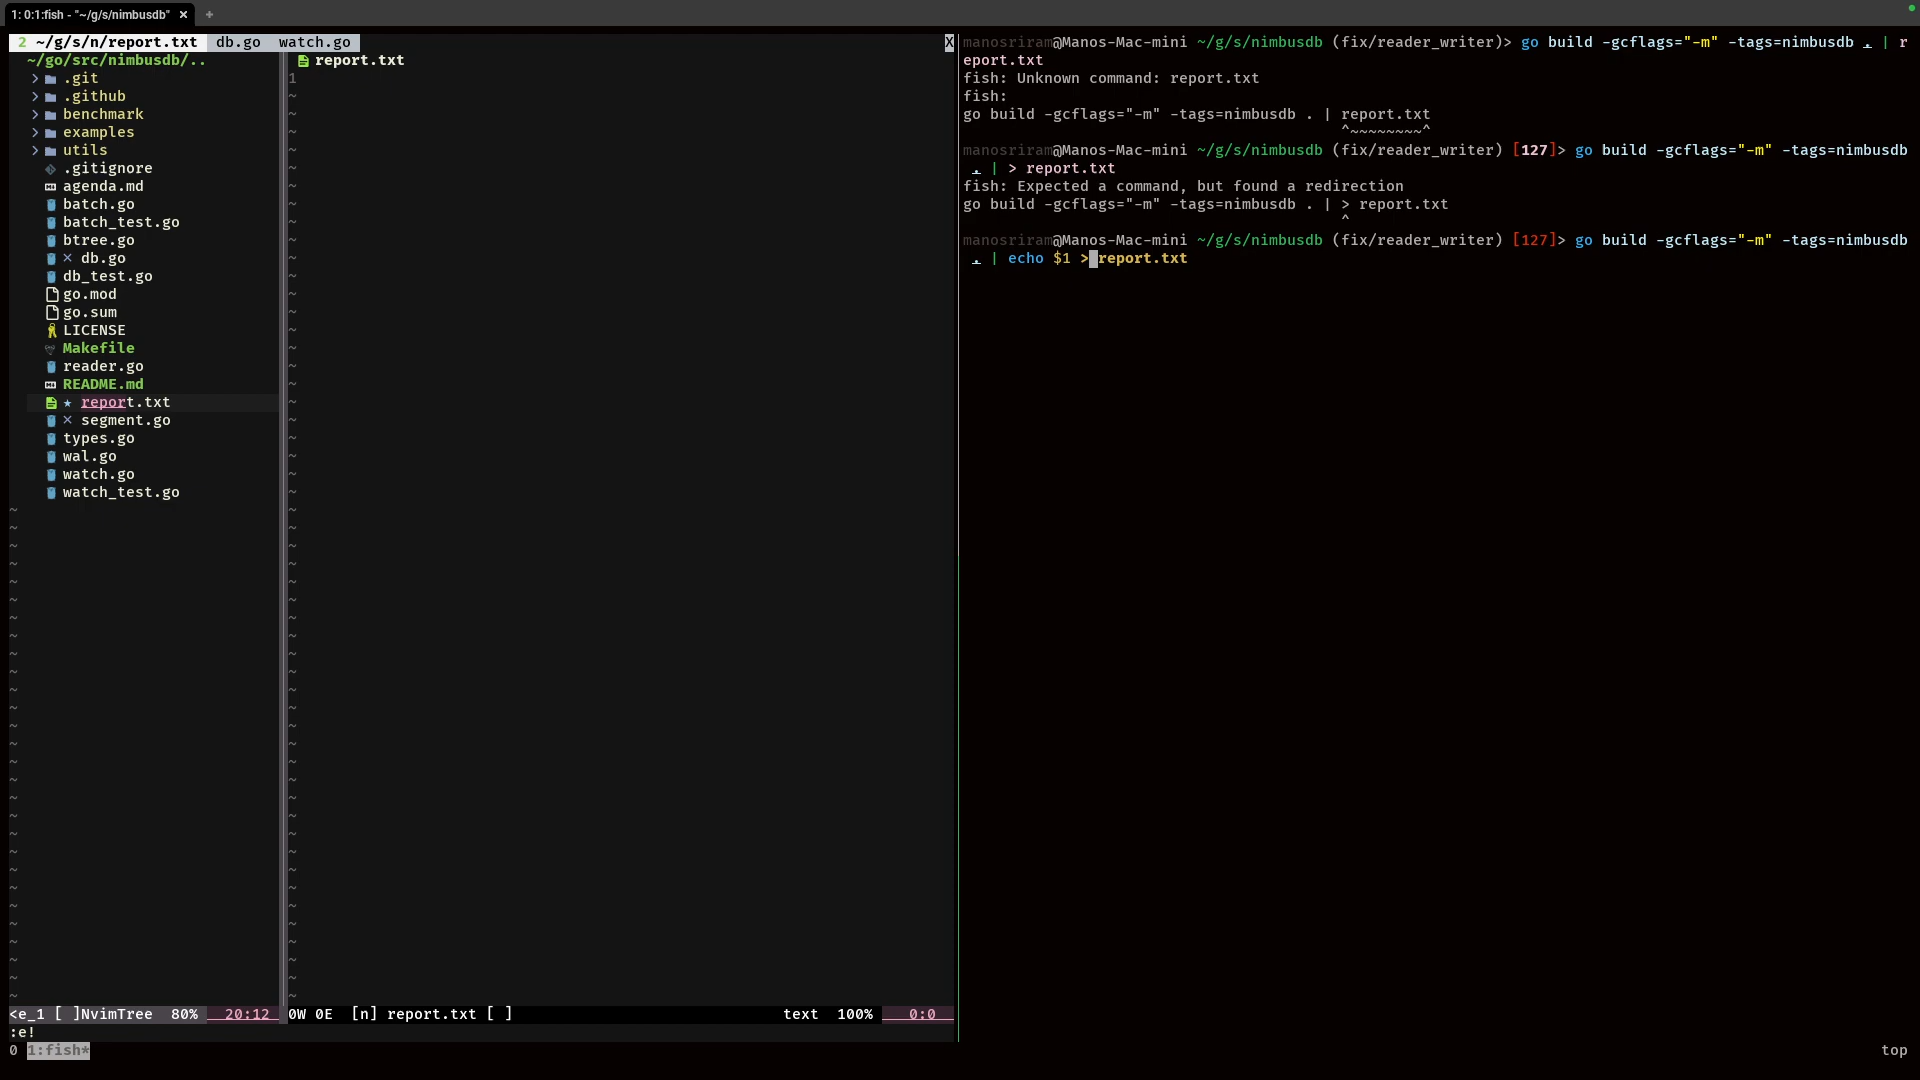 1: 0:1:fish - "~/g/s/nimbusdb" × +
2 ~/g/s/n/report.txt db.go watch.go X
~/go/src/nimbusdb/..
> .git
> .github
> benchmark
> examples
> utils
.gitignore
agenda.md
batch.go
batch_test.go
btree.go
✕ db.go
db_test.go
go.mod
go.sum
LICENSE
Makefile
reader.go
README.md
★ report.txt
✕ segment.go
types.go
wal.go
watch.go
watch_test.go
<e_1 [ ]NvimTree 80% 20:12
report.txt
1
0W 0E [n] report.txt [ ] text 100% 0:0
:e!
0 1:fish* top
manosriram@Manos-Mac-mini ~/g/s/nimbusdb (fix/reader_writer)> go build -gcflags="-m" -tags=nimbusdb . | r
eport.txt
fish: Unknown command: report.txt
fish:
go build -gcflags="-m" -tags=nimbusdb . | report.txt
^~~~~~~~~^
manosriram@Manos-Mac-mini ~/g/s/nimbusdb (fix/reader_writer) [127]> go build -gcflags="-m" -tags=nimbusdb
. | > report.txt
fish: Expected a command, but found a redirection
go build -gcflags="-m" -tags=nimbusdb . | > report.txt
^
manosriram@Manos-Mac-mini ~/g/s/nimbusdb (fix/reader_writer) [127]> go build -gcflags="-m" -tags=nimbusdb
. | echo $1 > report.txt